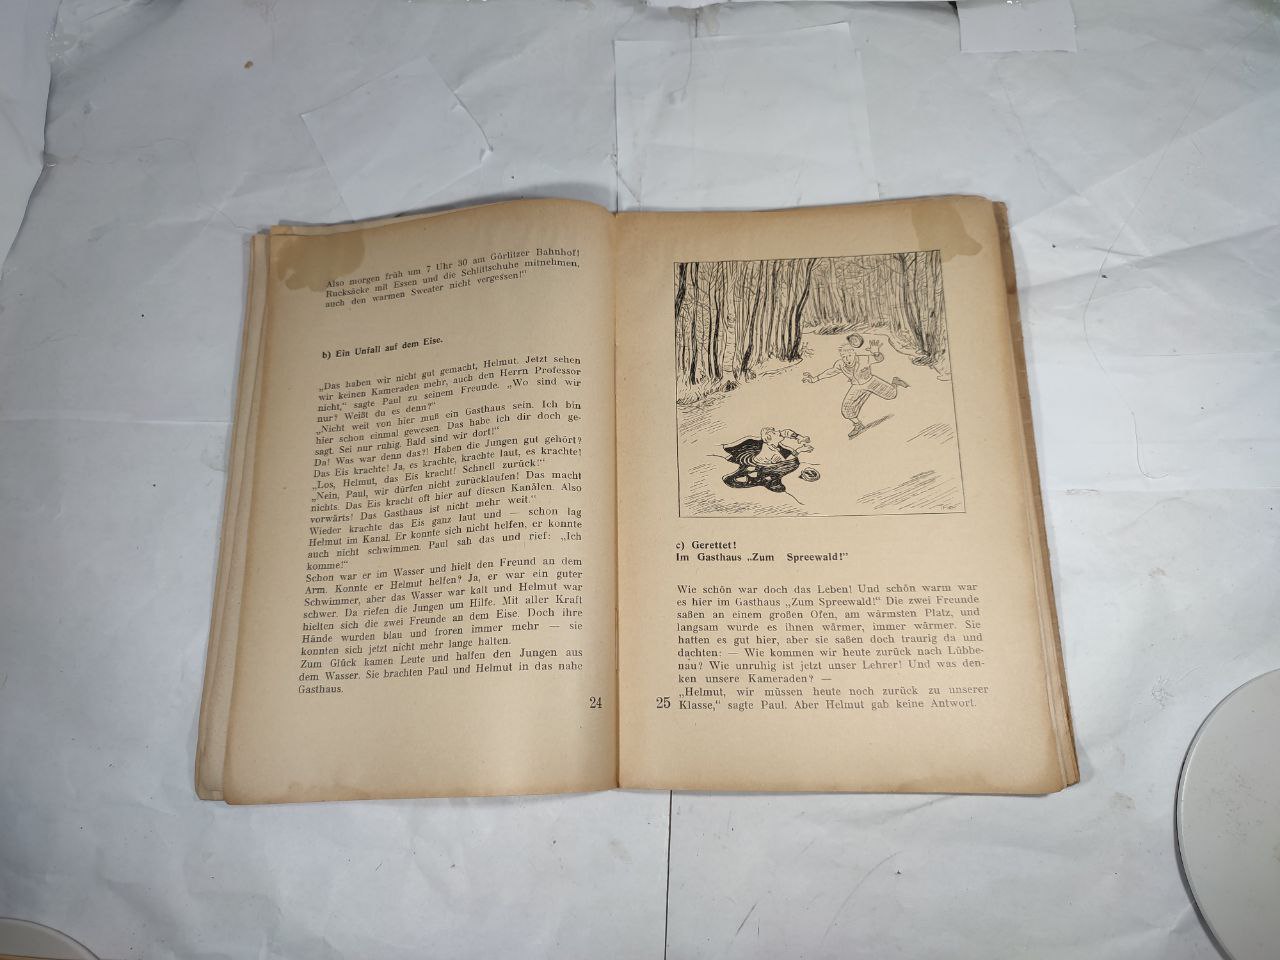 Also morgen früh um 7 Uhr 30 am Görlitzer Bahnhof!
Rucksäcke mit Essen und die Schlittschuhe mitnehmen,
auch den warmen Sweater nicht vergessen!"
b) Ein Unfall auf dem Eise.
„Das haben wir nicht gut gemacht, Helmut. Jetzt sehen
wir keinen Kameraden mehr, auch den Herrn Professor
nicht,“ sagte Paul zu seinem Freunde. „Wo sind wir
nur? Weißt du es denn?“
„Nicht weit von hier muß ein Gasthaus sein. Ich bin
hier schon einmal gewesen. Das habe ich dir doch ge-
sagt. Sei nur ruhig. Bald sind wir dort!“
Da! Was war denn das?! Haben die Jungen gut gehört?
Das Eis krachte! Ja, es krachte, krachte laut, es krachte!
„Los, Helmut, das Eis kracht! Schnell zurück!“
„Nein, Paul, wir dürfen nicht zurücklaufen! Das macht
nichts. Das Eis kracht oft hier auf diesen Kanälen. Also
vorwärts! Das Gasthaus ist nicht mehr weit.“
Wieder krachte das Eis ganz laut und — schon lag
Helmut im Kanal. Er konnte sich nicht helfen, er konnte
auch nicht schwimmen. Paul sah das und rief: „Ich
komme!“
Schon war er im Wasser und hielt den Freund an dem
Arm. Konnte er Helmut helfen? Ja, er war ein guter
Schwimmer, aber das Wasser war kalt und Helmut war
schwer. Da riefen die Jungen um Hilfe. Mit aller Kraft
hielten sich die zwei Freunde an dem Eise. Doch ihre
Hände wurden blau und froren immer mehr — sie
konnten sich jetzt nicht mehr lange halten.
Zum Glück kamen Leute und halfen den Jungen aus
dem Wasser. Sie brachten Paul und Helmut in das nahe
Gasthaus.
24
c) Gerettet!
Im Gasthaus „Zum Spreewald!“
Wie schön war doch das Leben! Und schön warm war
es hier im Gasthaus „Zum Spreewald!“ Die zwei Freunde
saßen an einem großen Ofen, am wärmsten Platz, und
langsam wurde es ihnen wärmer, immer wärmer. Sie
hatten es gut hier, aber sie saßen doch traurig da und
dachten: — Wie kommen wir heute zurück nach Lübbe-
nau? Wie unruhig ist jetzt unser Lehrer! Und was den-
ken unsere Kameraden? —
„Helmut, wir müssen heute noch zurück zu unserer
Klasse,“ sagte Paul. Aber Helmut gab keine Antwort.
25